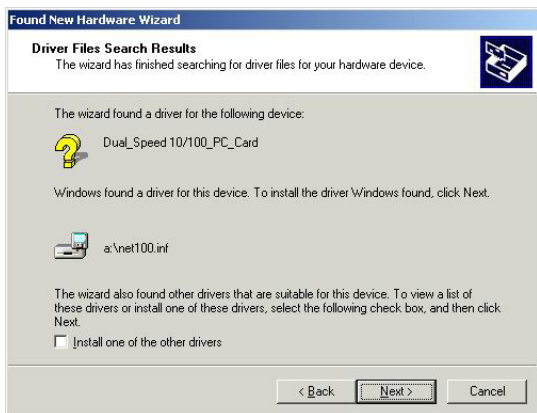 Found New Hardware Wizard
Driver Files Search Results
The wizard has finished searching for driver files for your hardware device.
The wizard found a driver for the following device:
Dual_Speed 10/100_PC_Card
Windows found a driver for this device. To install the driver Windows found, click Next.
a:\net100.inf
The wizard also found other drivers that are suitable for this device. To view a list of
these drivers or install one of these drivers, select the following check box, and then click
Next.
Install one of the other drivers
< Back
Next >
Cancel